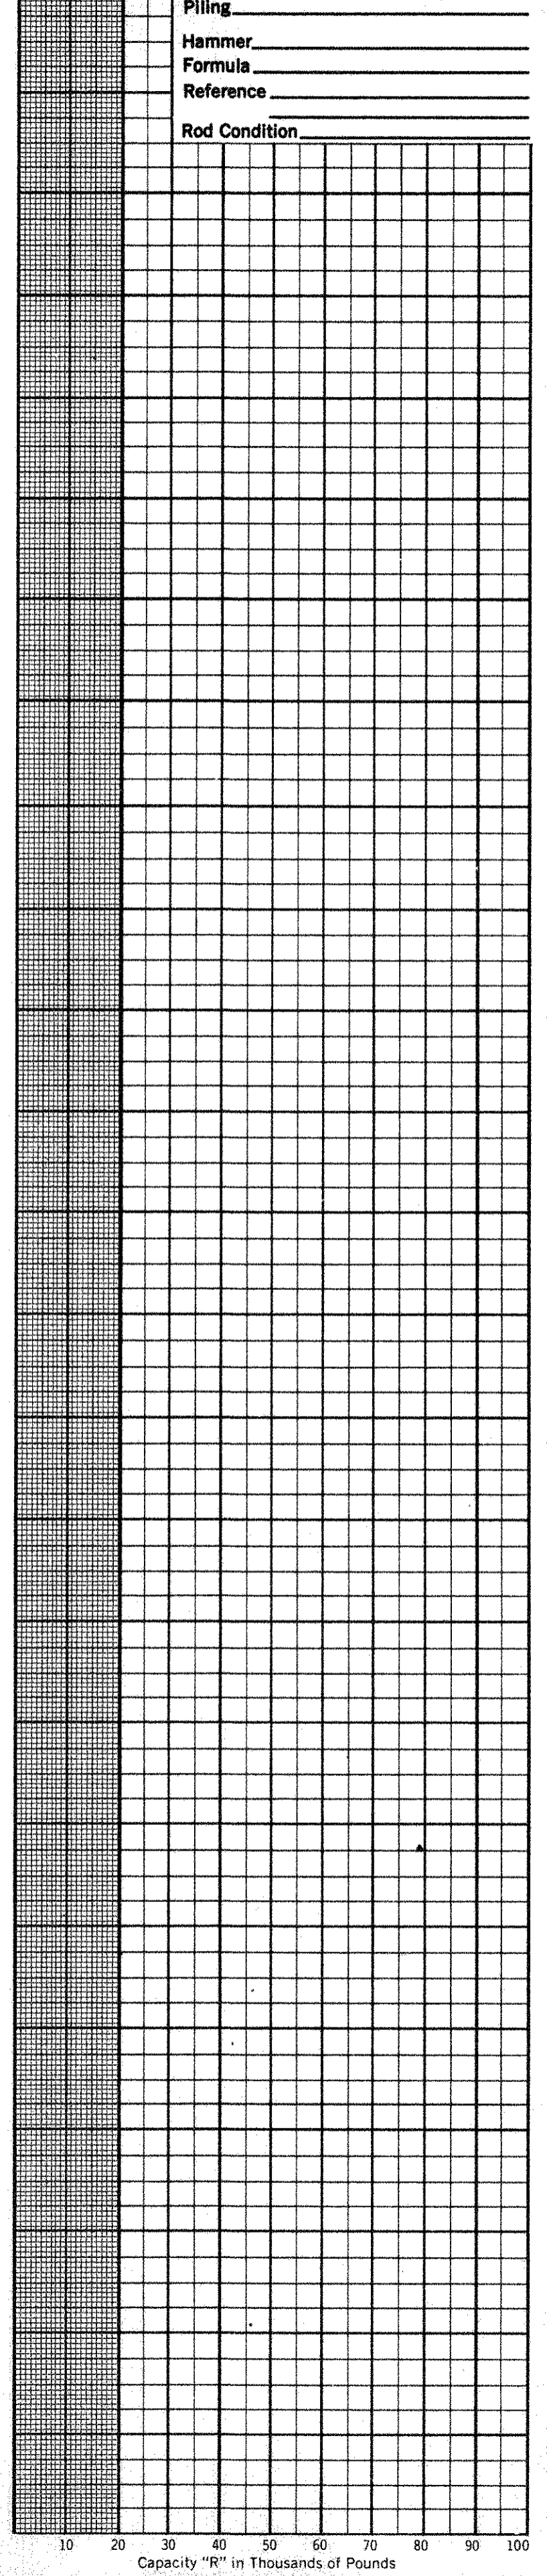 Piling
Hammer
Formula
Reference
Rod Condition
10 20 30 40 50 60 70 80 90 100
Capacity "R" in Thousands of Pounds